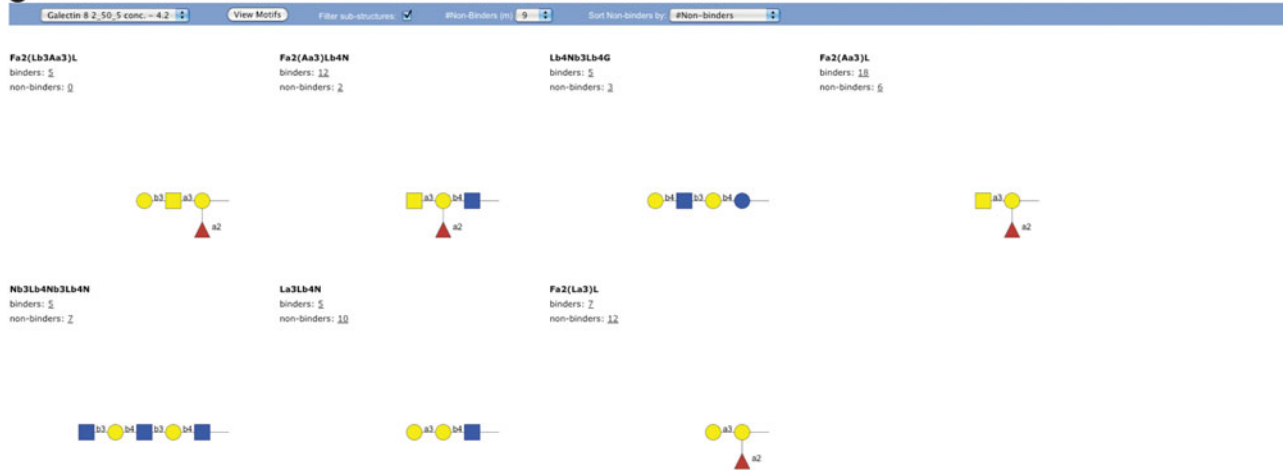 Galectin 8 2_50_5 conc. – 4.2 View Motifs Filter sub-structures: #Non-Binders (m) 9 Sort Non-binders by: #Non-binders
Fa2(Lb3Aa3)L Fa2(Aa3)Lb4N Lb4Nb3Lb4G Fa2(Aa3)L
binders: 5 binders: 12 binders: 5 binders: 18
non-binders: 0 non-binders: 2 non-binders: 3 non-binders: 6
b3 a3 a3 b4 b4 b3 b4 a3
a2 a2 a2
Nb3Lb4Nb3Lb4N La3Lb4N Fa2(La3)L
binders: 5 binders: 5 binders: 7
non-binders: 7 non-binders: 10 non-binders: 12
b3 b4 b3 b4 a3 b4 a3
a2